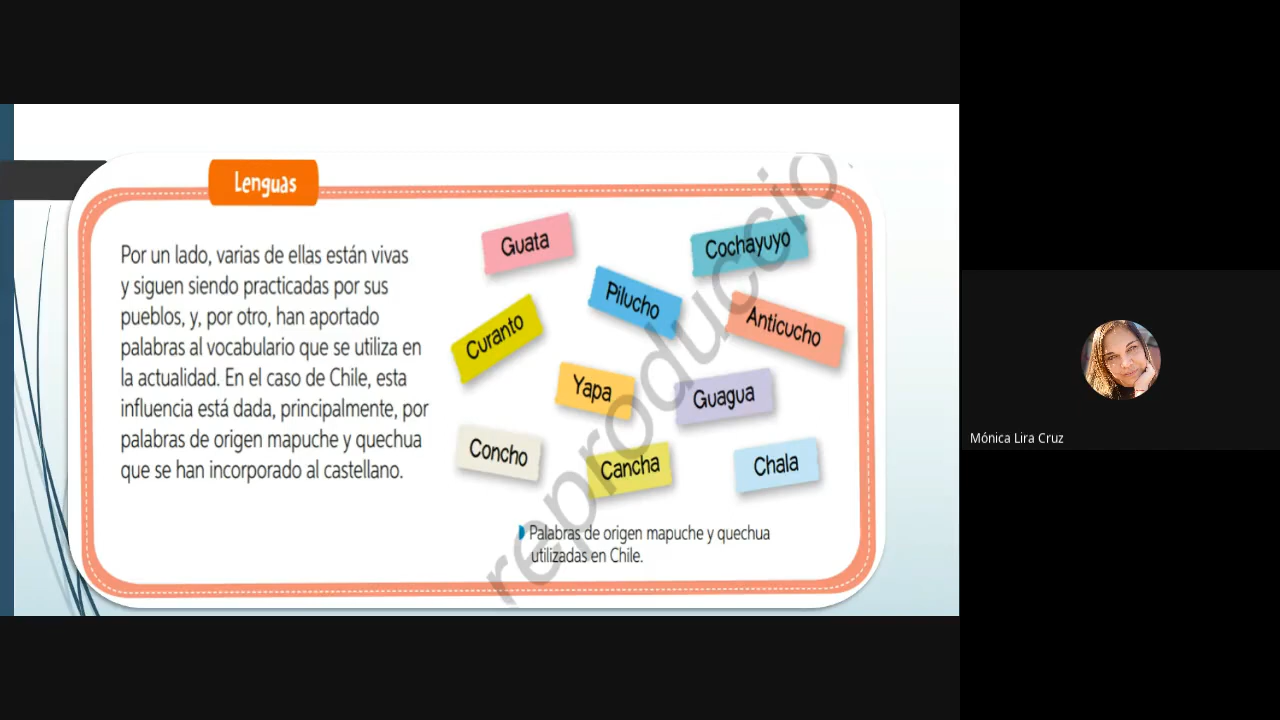 Lenguas
Por un lado, varias de ellas están vivas
y siguen siendo practicadas por sus
pueblos, y, por otro, han aportado
palabras al vocabulario que se utiliza en
la actualidad. En el caso de Chile, esta
influencia está dada, principalmente, por
palabras de origen mapuche y quechua
que se han incorporado al castellano.
Guata
Cochayuyo
Pilucho
Curanto
Anticucho
Yapa
Guagua
Concho
Cancha
Chala
Palabras de origen mapuche y quechua
utilizadas en Chile.
reproduccio
Mónica Lira Cruz